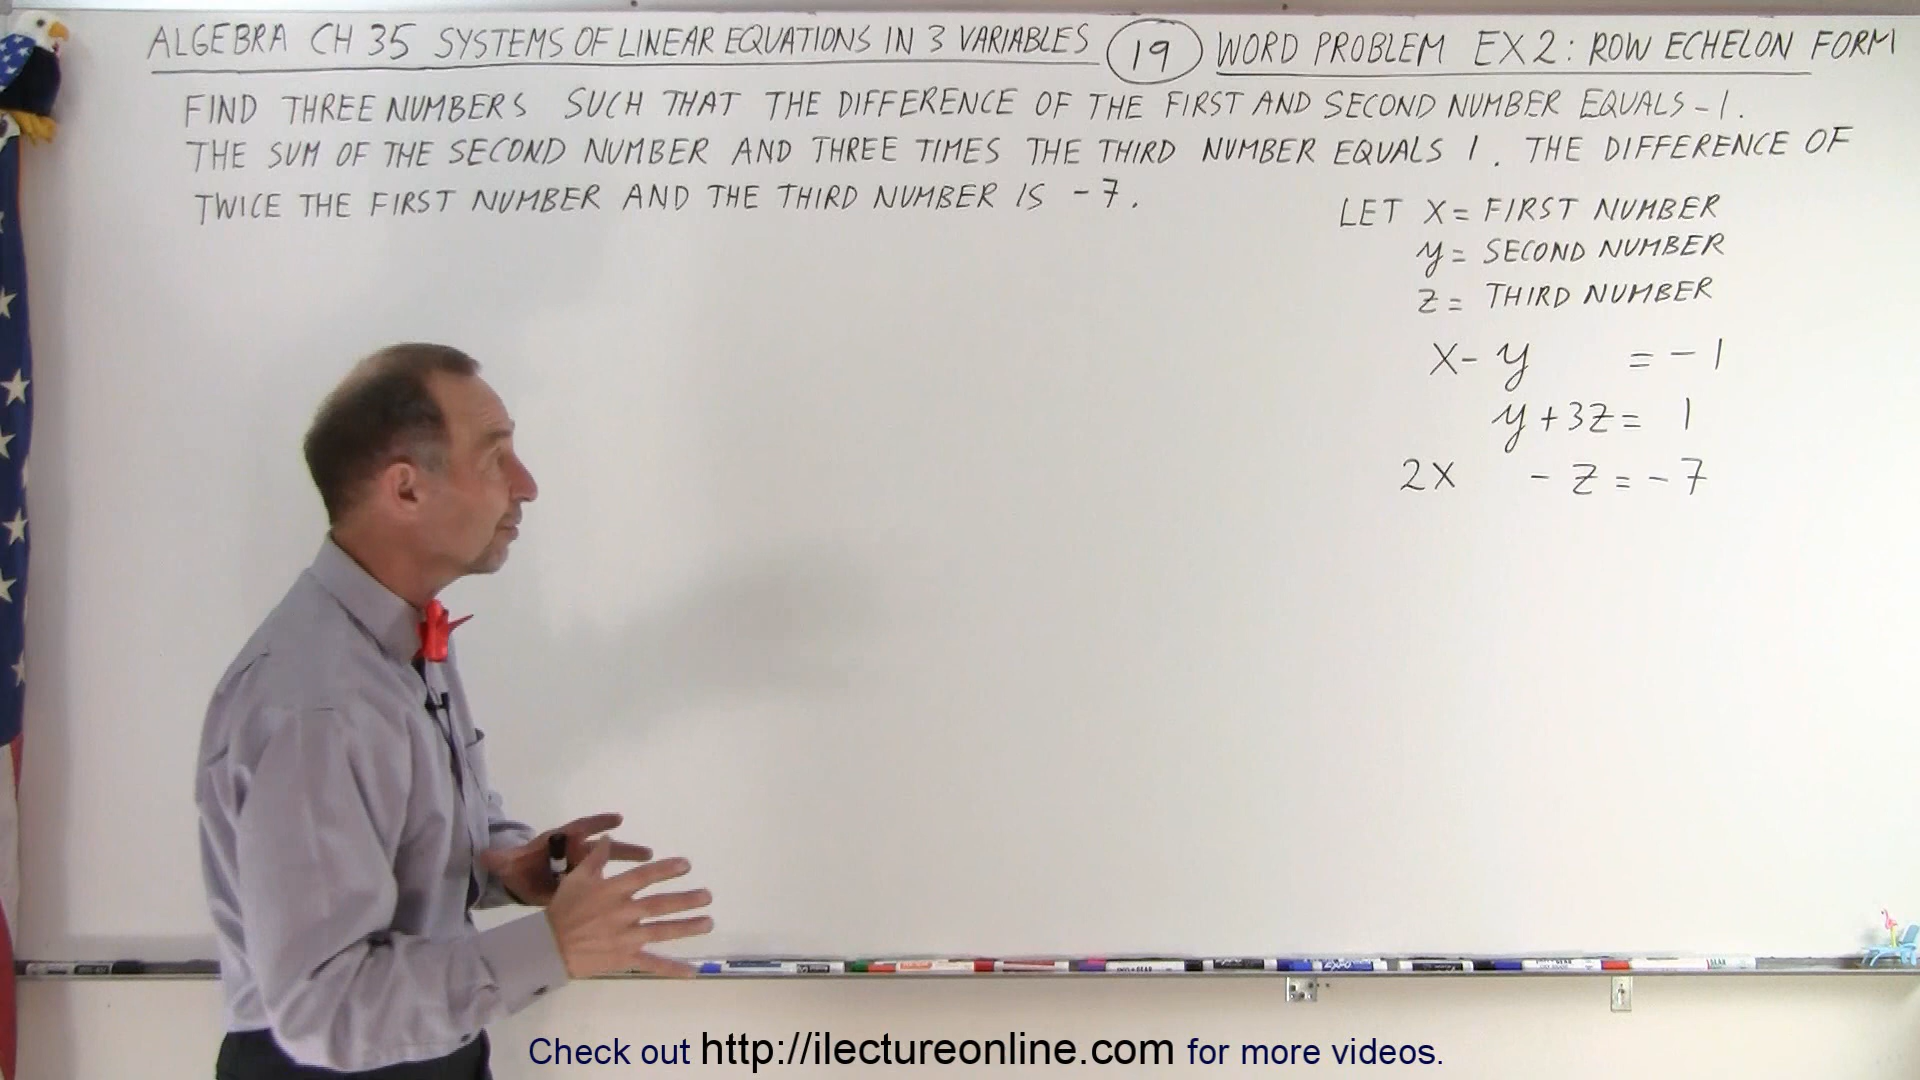 ALGEBRA CH 35 SYSTEMS OF LINEAR EQUATIONS IN 3 VARIABLES 19 WORD PROBLEM EX 2: ROW ECHELON FORM
FIND THREE NUMBERS SUCH THAT THE DIFFERENCE OF THE FIRST AND SECOND NUMBER EQUALS -1.
THE SUM OF THE SECOND NUMBER AND THREE TIMES THE THIRD NUMBER EQUALS 1. THE DIFFERENCE OF
TWICE THE FIRST NUMBER AND THE THIRD NUMBER IS -7.
LET X = FIRST NUMBER
y = SECOND NUMBER
z = THIRD NUMBER
X - y = -1
y + 3z = 1
2X - z = -7
Check out http://ilectureonline.com for more videos.